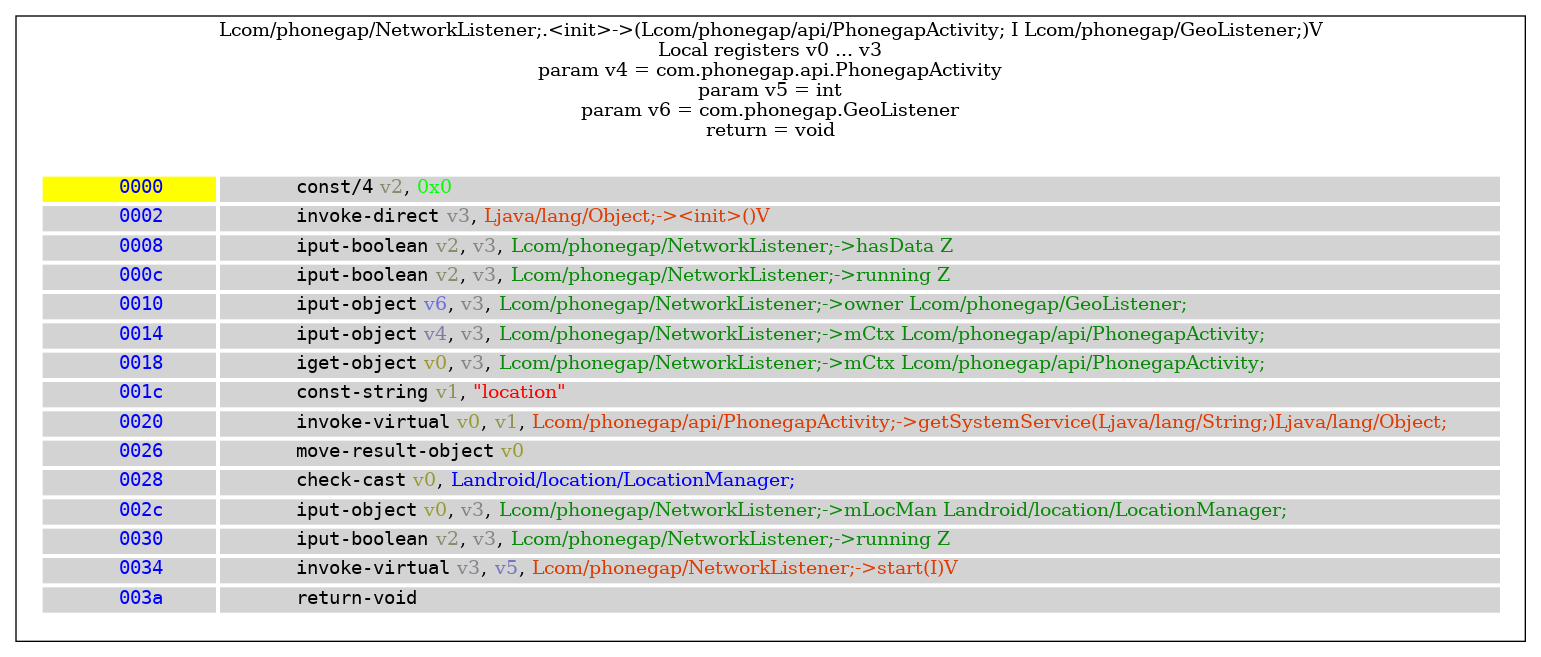 Lcom/phonegap/NetworkListener;.<init>->(Lcom/phonegap/api/PhonegapActivity; I Lcom/phonegap/GeoListener;)V
Local registers v0 ... v3
param v4 = com.phonegap.api.PhonegapActivity
param v5 = int
param v6 = com.phonegap.GeoListener
return = void
0000 const/4 v2, 0x0
0002 invoke-direct v3, Ljava/lang/Object;-><init>()V
0008 iput-boolean v2, v3, Lcom/phonegap/NetworkListener;->hasData Z
000c iput-boolean v2, v3, Lcom/phonegap/NetworkListener;->running Z
0010 iput-object v6, v3, Lcom/phonegap/NetworkListener;->owner Lcom/phonegap/GeoListener;
0014 iput-object v4, v3, Lcom/phonegap/NetworkListener;->mCtx Lcom/phonegap/api/PhonegapActivity;
0018 iget-object v0, v3, Lcom/phonegap/NetworkListener;->mCtx Lcom/phonegap/api/PhonegapActivity;
001c const-string v1, "location"
0020 invoke-virtual v0, v1, Lcom/phonegap/api/PhonegapActivity;->getSystemService(Ljava/lang/String;)Ljava/lang/Object;
0026 move-result-object v0
0028 check-cast v0, Landroid/location/LocationManager;
002c iput-object v0, v3, Lcom/phonegap/NetworkListener;->mLocMan Landroid/location/LocationManager;
0030 iput-boolean v2, v3, Lcom/phonegap/NetworkListener;->running Z
0034 invoke-virtual v3, v5, Lcom/phonegap/NetworkListener;->start(I)V
003a return-void